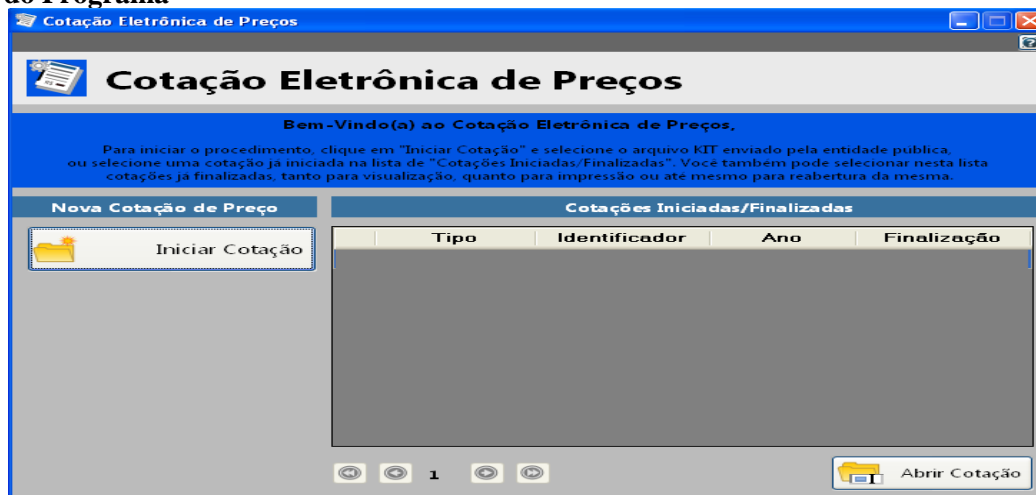 do Programa
Cotação Eletrônica de Preços
Cotação Eletrônica de Preços
Bem-Vindo(a) ao Cotação Eletrônica de Preços,
Para iniciar o procedimento, clique em "Iniciar Cotação" e selecione o arquivo KIT enviado pela entidade pública,
ou selecione uma cotação já iniciada na lista de "Cotações Iniciadas/Finalizadas". Você também pode selecionar nesta lista
cotações já finalizadas, tanto para visualização, quanto para impressão ou até mesmo para reabertura da mesma.
Nova Cotação de Preço
Cotações Iniciadas/Finalizadas
Iniciar Cotação
Tipo Identificador Ano Finalização
1
Abrir Cotação